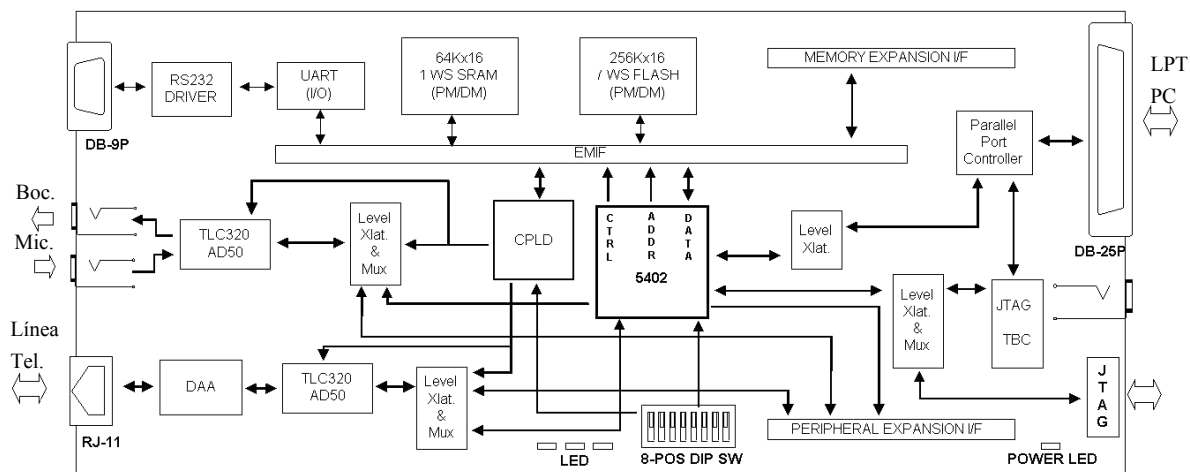 64Kx16
1 WS SRAM
(PM/DM)
256Kx16
7 WS FLASH
(PM/DM)
MEMORY EXPANSION I/F
LPT
PC
RS232
DRIVER
UART
(I/O)
DB-9P
Parallel
Port
Controller
EMIF
Boc.
Mic.
TLC320
AD50
Level
Xlat.
&
Mux
CPLD
CTRL
ADDR
DATA
5402
Level
Xlat.
DB-25P
Level
Xlat.
&
Mux
JTAG
TBC
Línea
Tel.
DAA
TLC320
AD50
Level
Xlat.
&
Mux
JTAG
RJ-11
LED
8-POS DIP SW
PERIPHERAL EXPANSION I/F
POWER LED